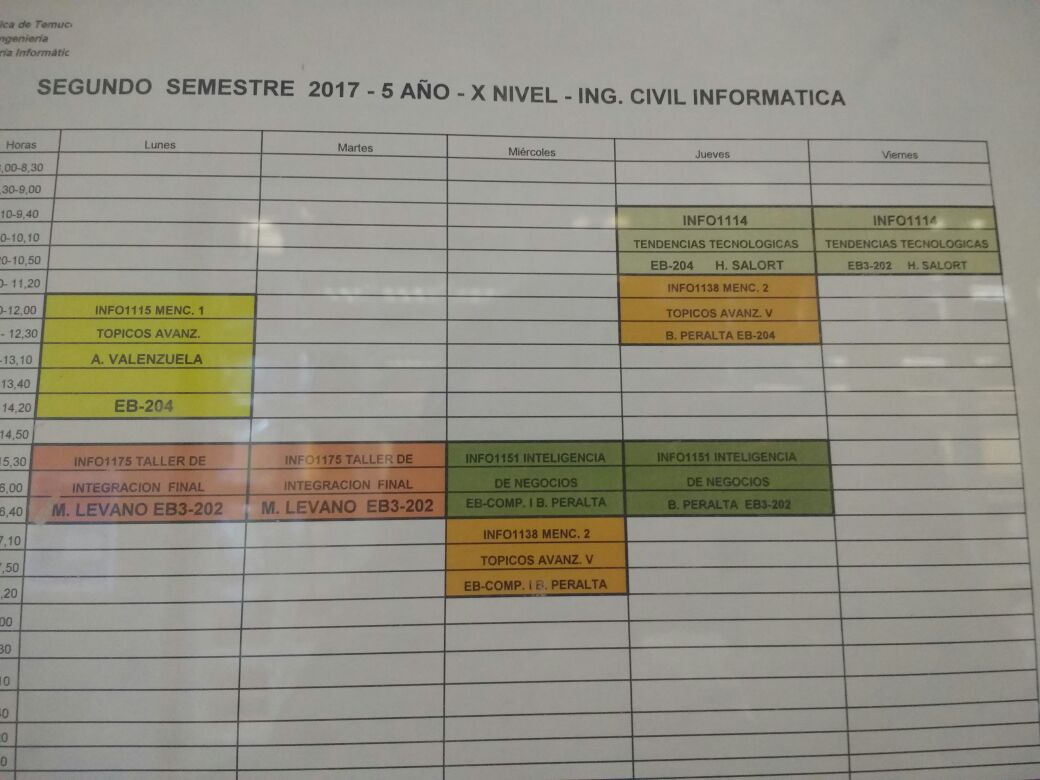 ica de Temuc
ngeniería
ría Informátic
SEGUNDO SEMESTRE 2017 - 5 AÑO - X NIVEL - ING. CIVIL INFORMATICA
Horas Lunes Martes Miércoles Jueves Viernes
,00-8,30
,30-9,00
10-9,40 INFO1114 INFO1114
0-10,10 TENDENCIAS TECNOLOGICAS TENDENCIAS TECNOLOGICAS
20-10,50 EB-204 H. SALORT EB3-202 H. SALORT
0- 11,20 INFO1138 MENC. 2
0-12,00 INFO1115 MENC. 1 TOPICOS AVANZ. V
- 12,30 TOPICOS AVANZ. B. PERALTA EB-204
-13,10 A. VALENZUELA
13,40
14,20 EB-204
14,50
15,30 INFO1175 TALLER DE INFO1175 TALLER DE INFO1151 INTELIGENCIA INFO1151 INTELIGENCIA
6,00 INTEGRACION FINAL INTEGRACION FINAL DE NEGOCIOS DE NEGOCIOS
6,40 M. LEVANO EB3-202 M. LEVANO EB3-202 EB-COMP. I B. PERALTA B. PERALTA EB3-202
7,10 INFO1138 MENC. 2
7,50 TOPICOS AVANZ. V
,20 EB-COMP. I B. PERALTA
00
30
10
40
20
0